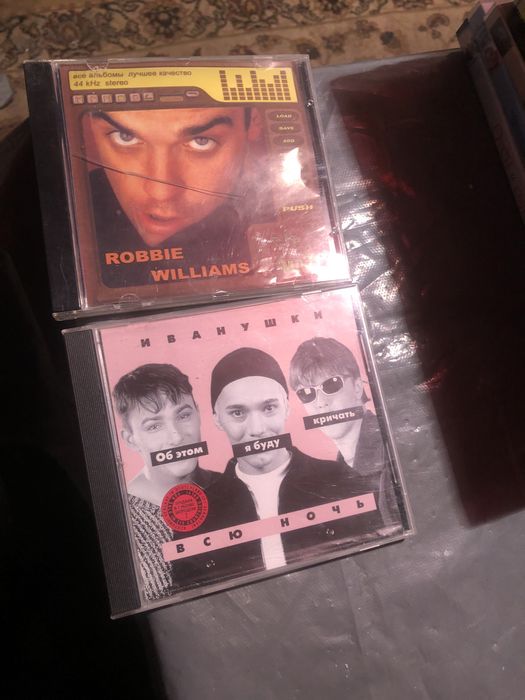 все альбомы лучшее качество
44 kHz stereo
LOAD
SAVE
ADD
PUSH
ROBBIE
WILLIAMS
ИВАНУШКИ
Об этом
я буду
кричать
ВСЮ НОЧЬ